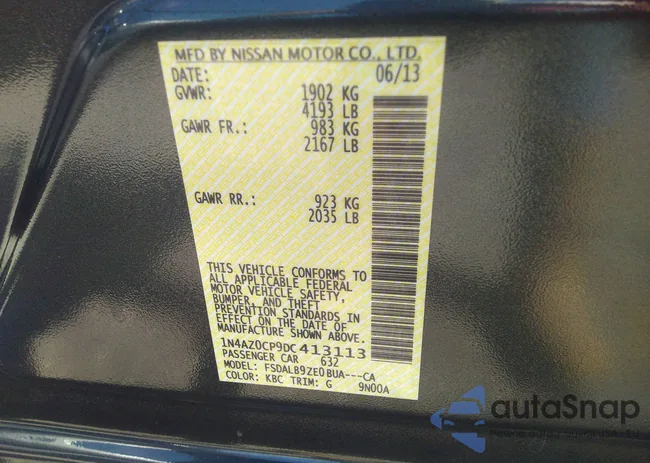 MFD BY NISSAN MOTOR CO., LTD.
DATE: 06/13
GVWR: 1902 KG
4193 LB
GAWR FR.: 983 KG
2167 LB
GAWR RR.: 923 KG
2035 LB
THIS VEHICLE CONFORMS TO
ALL APPLICABLE FEDERAL
MOTOR VEHICLE SAFETY,
BUMPER, AND THEFT
PREVENTION STANDARDS IN
EFFECT ON THE DATE OF
MANUFACTURE SHOWN ABOVE.
1N4AZ0CP9DC413113
PASSENGER CAR 632
MODEL: FSDALB9ZE0BUA---CA
COLOR: KBC TRIM: G 9N00A
autaSnap